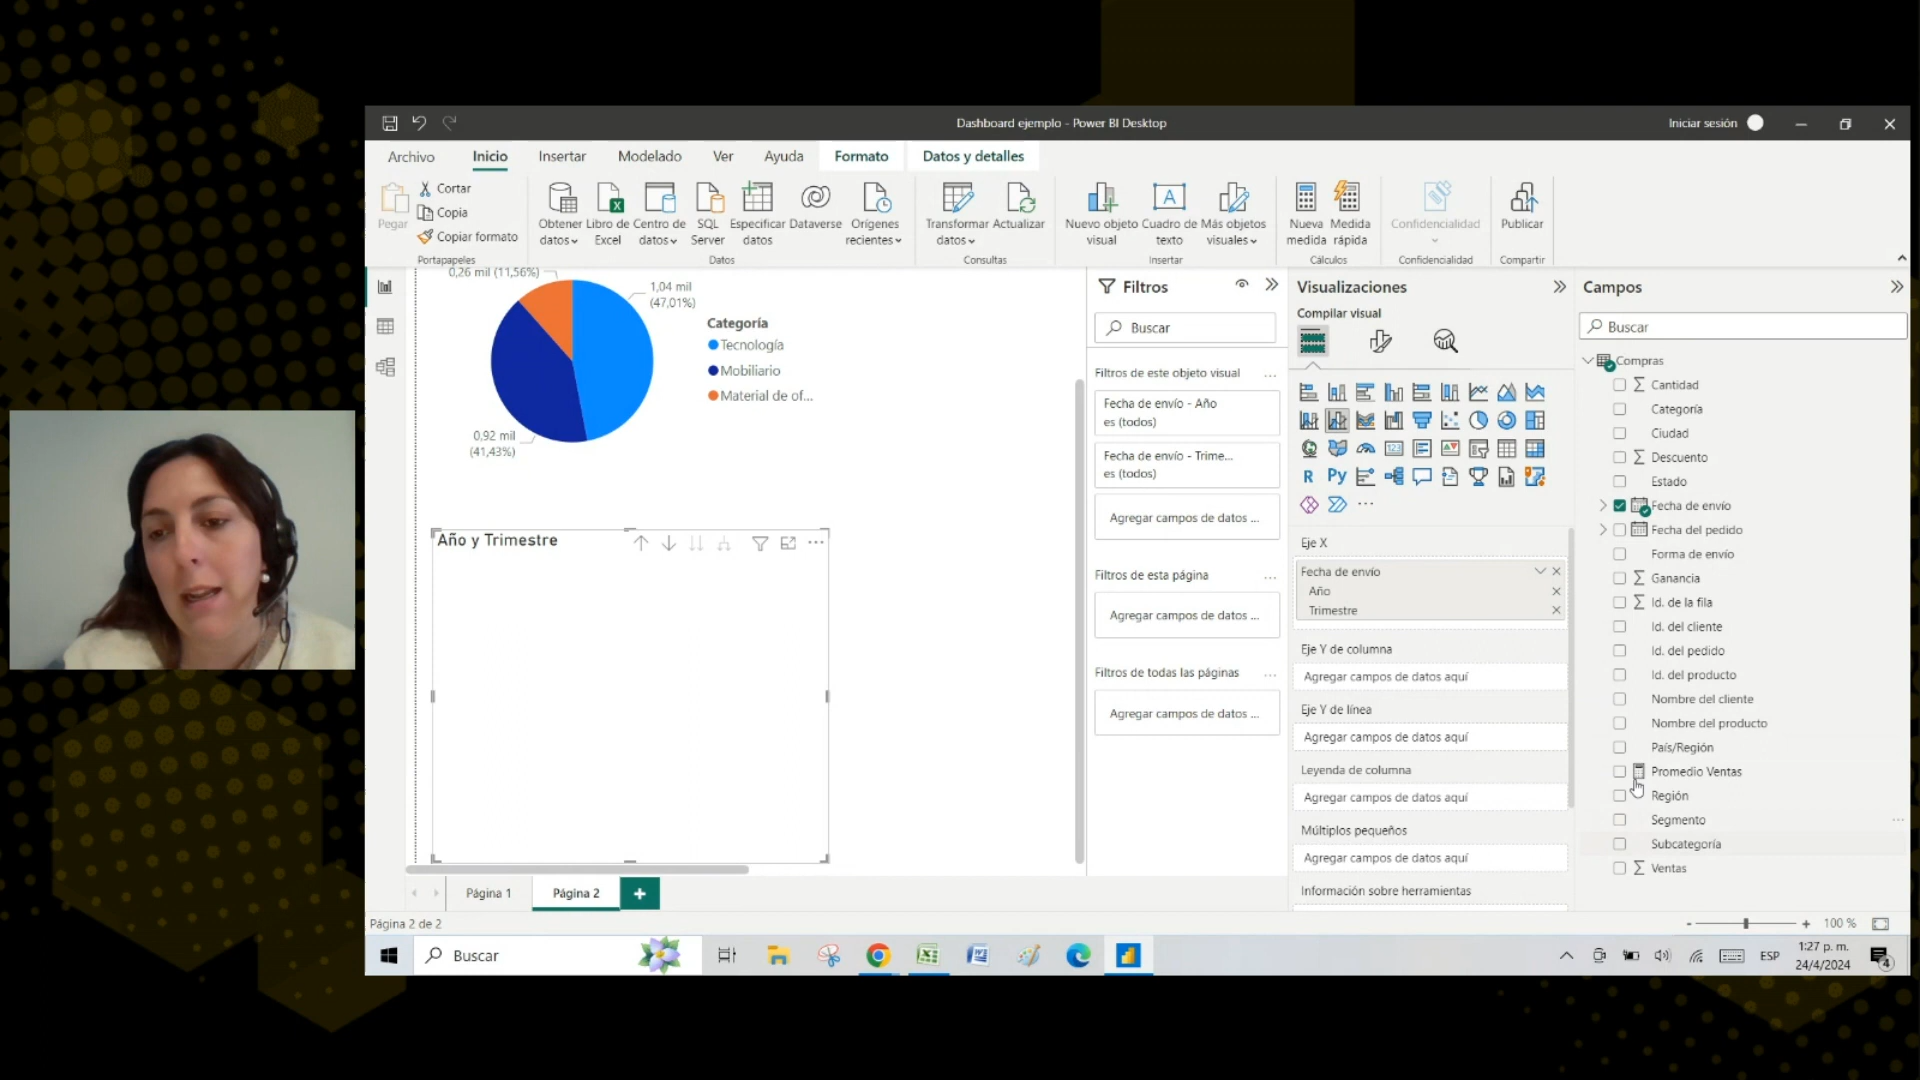 Dashboard ejemplo - Power BI Desktop
Iniciar sesión
Archivo
Inicio
Insertar
Modelado
Ver
Ayuda
Formato
Datos y detalles
Pegar
Cortar
Copia
Copiar formato
Portapapeles
Obtener datos
Libro de Excel
Centro de datos
SQL Server
Especificar datos
Dataverse
Orígenes recientes
Datos
Transformar datos
Actualizar
Consultas
Nuevo objeto visual
Cuadro de texto
Más objetos visuales
Insertar
Nueva medida
Medida rápida
Cálculos
Confidencialidad
Confidencialidad
Publicar
Compartir
0,26 mil (11,56%)
1,04 mil
(47,01%)
0,92 mil
(41,43%)
Categoría
Tecnología
Mobiliario
Material de of...
Año y Trimestre
Filtros
Buscar
Filtros de este objeto visual
...
Fecha de envío - Año
es (todos)
Fecha de envío - Trime...
es (todos)
Agregar campos de datos ...
Filtros de esta página
...
Agregar campos de datos ...
Filtros de todas las páginas
...
Agregar campos de datos ...
Visualizaciones
Compilar visual
123
R
Py
...
Eje X
Fecha de envío
Año
Trimestre
Eje Y de columna
Agregar campos de datos aquí
Eje Y de línea
Agregar campos de datos aquí
Leyenda de columna
Agregar campos de datos aquí
Múltiplos pequeños
Agregar campos de datos aquí
Información sobre herramientas
Campos
Buscar
Compras
Σ Cantidad
Categoría
Ciudad
Σ Descuento
Estado
Fecha de envío
Fecha del pedido
Forma de envío
Σ Ganancia
Σ Id. de la fila
Id. del cliente
Id. del pedido
Id. del producto
Nombre del cliente
Nombre del producto
País/Región
Promedio Ventas
Región
Segmento
...
Subcategoría
Σ Ventas
Página 1
Página 2
+
Página 2 de 2
- + 100 %
Buscar
ESP
1:27 p. m.
24/4/2024
4